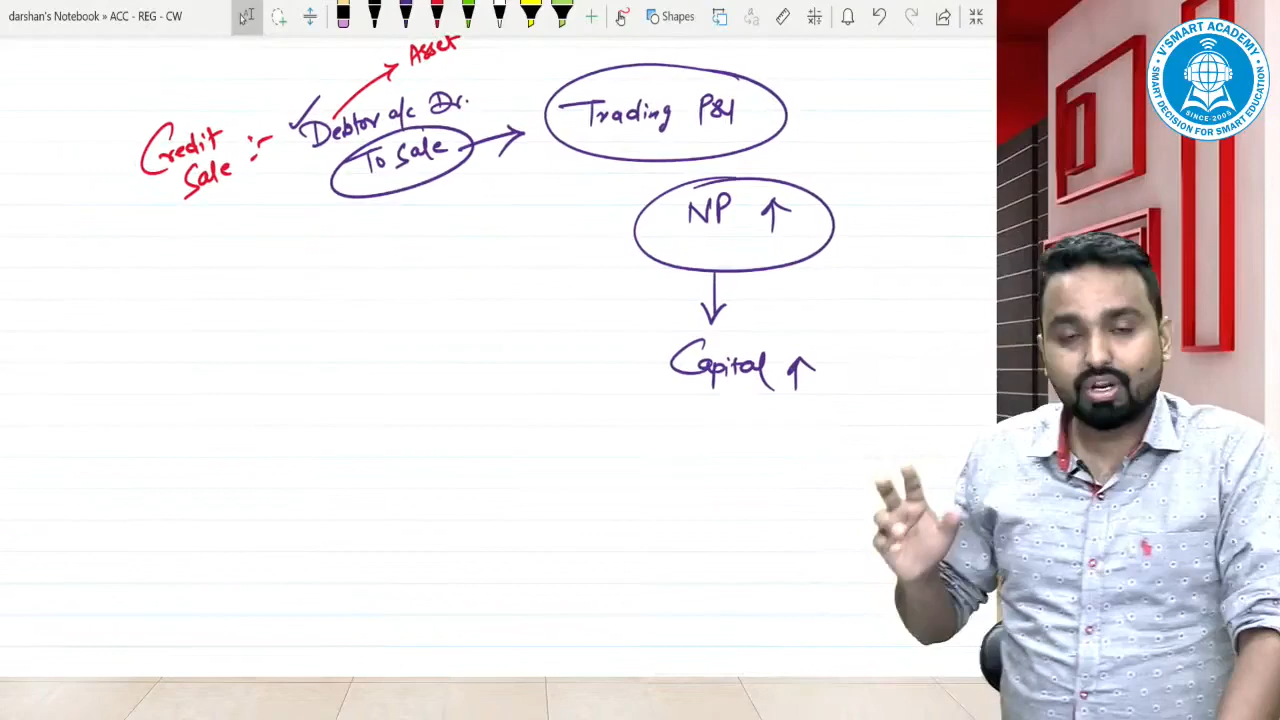 darshan's Notebook » ACC - REG - CW
Shapes
Asset
Credit Sale :-
Debtor a/c Dr.
To Sale
Trading P&L
NP ↑
Capital ↑
V'SMART ACADEMY
SINCE-2005
SMART DECISION FOR SMART EDUCATION